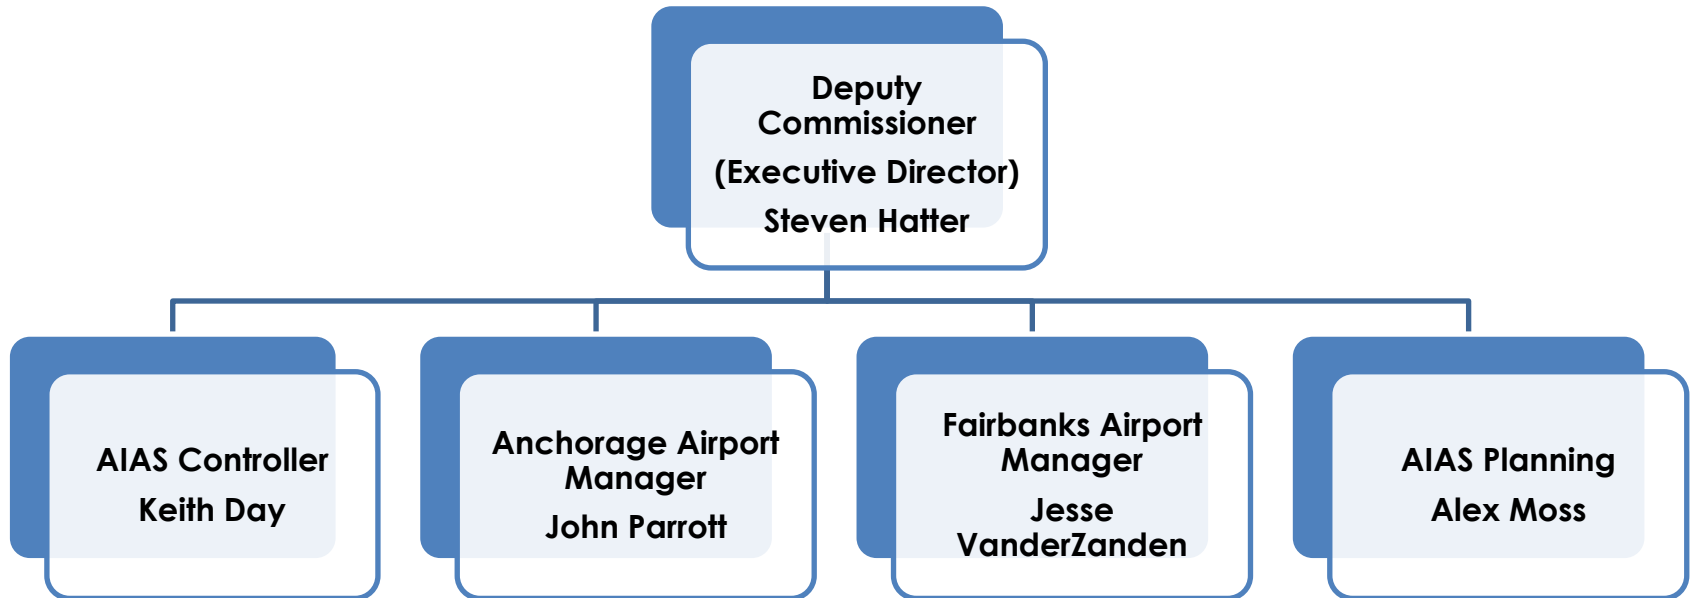 Deputy
Commissioner
(Executive Director)
Steven Hatter
AIAS Controller
Keith Day
Anchorage Airport
Manager
John Parrott
Fairbanks Airport
Manager
Jesse
VanderZanden
AIAS Planning
Alex Moss